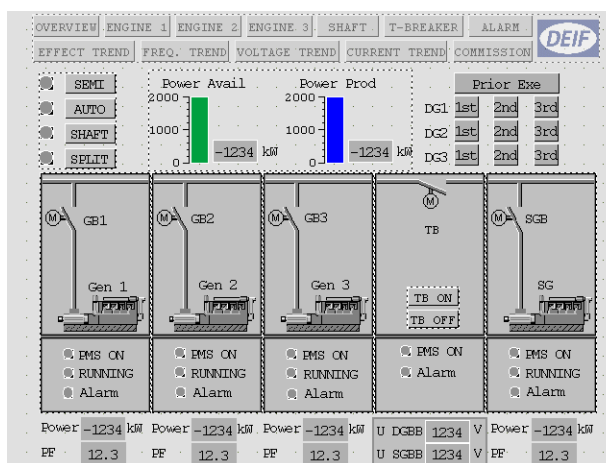 OVERVIEW ENGINE 1 ENGINE 2 ENGINE 3 SHAFT T-BREAKER ALARM
DEIF
EFFECT TREND FREQ. TREND VOLTAGE TREND CURRENT TREND COMMISSION
SEMI
AUTO
SHAFT
SPLIT
Power Avail
2000
1000
0
-1234 kW
Power Prod
2000
1000
0
-1234 kW
Prior Exe
DG1 1st 2nd 3rd
DG2 1st 2nd 3rd
DG3 1st 2nd 3rd
M GB1
Gen 1
M GB2
Gen 2
M GB3
Gen 3
M
TB
TB ON
TB OFF
M SGB
SG
PMS ON PMS ON PMS ON PMS ON PMS ON
RUNNING RUNNING RUNNING Alarm RUNNING
Alarm Alarm Alarm Alarm
Power -1234 kW Power -1234 kW Power -1234 kW U DGBB 1234 V Power -1234 kW
PF 12.3 PF 12.3 PF 12.3 U SGBB 1234 V PF 12.3